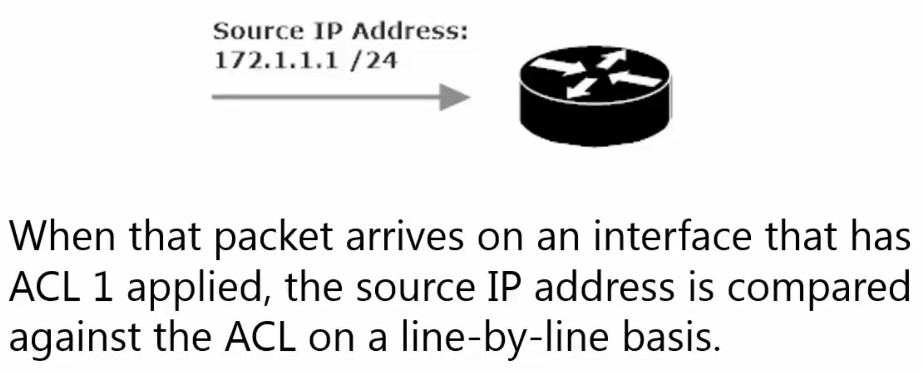 Source IP Address:
172.1.1.1 /24
When that packet arrives on an interface that has
ACL 1 applied, the source IP address is compared
against the ACL on a line-by-line basis.